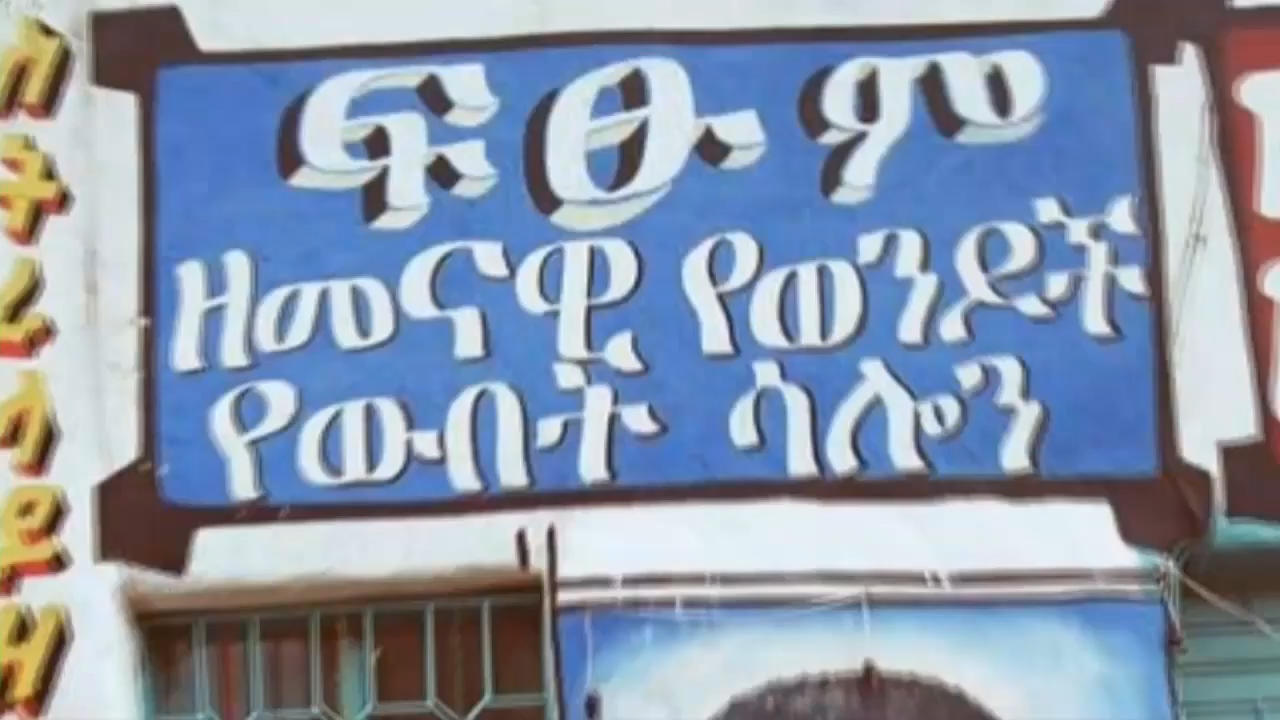 ፍፁም
ዘመናዊ የወንዶች
የውበት ሳሎን